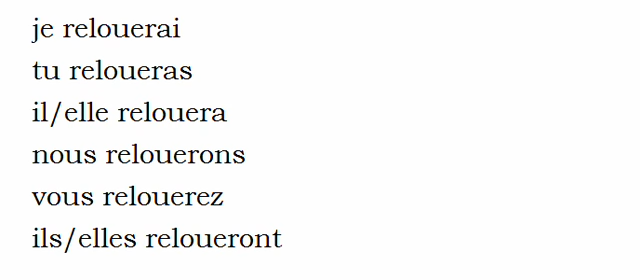 je relouerai
tu reloueras
il/elle relouera
nous relouerons
vous relouerez
ils/elles reloueront